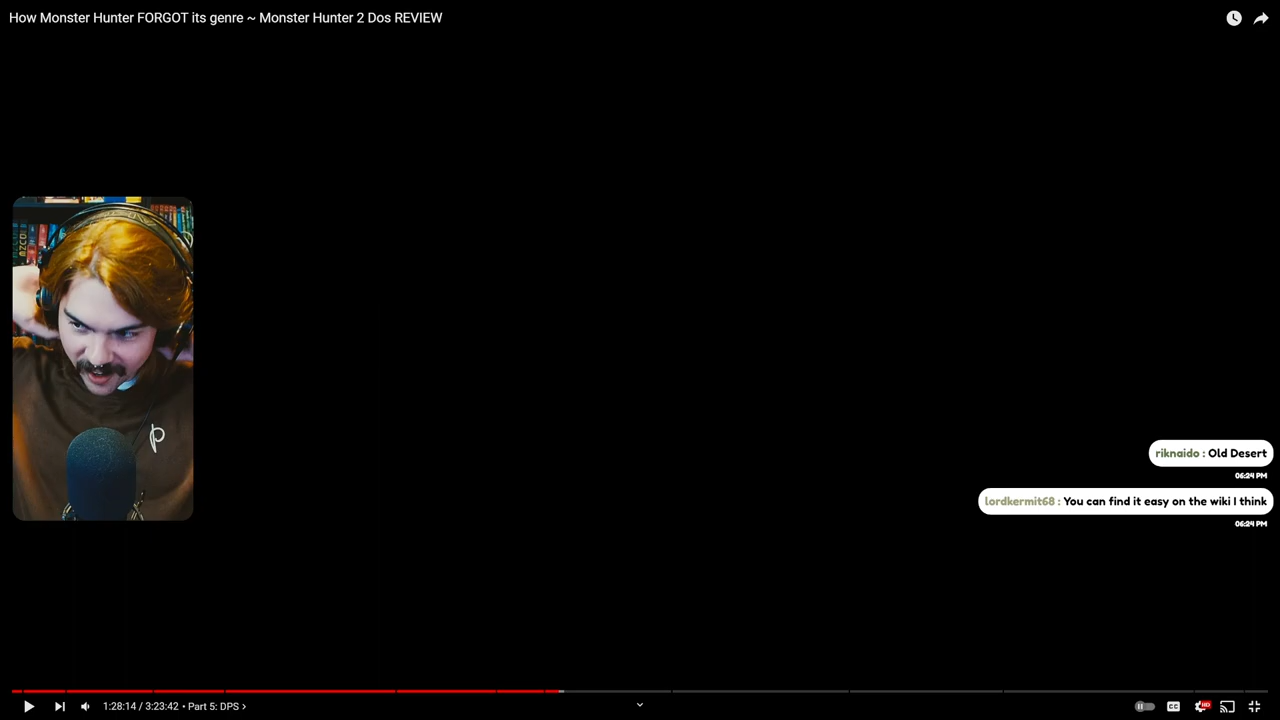 How Monster Hunter FORGOT its genre ~ Monster Hunter 2 Dos REVIEW
riknaido : Old Desert
06:24 PM
lordkermit68 : You can find it easy on the wiki I think
06:24 PM
1:28:14 / 3:23:42 • Part 5: DPS ›
CC
HD